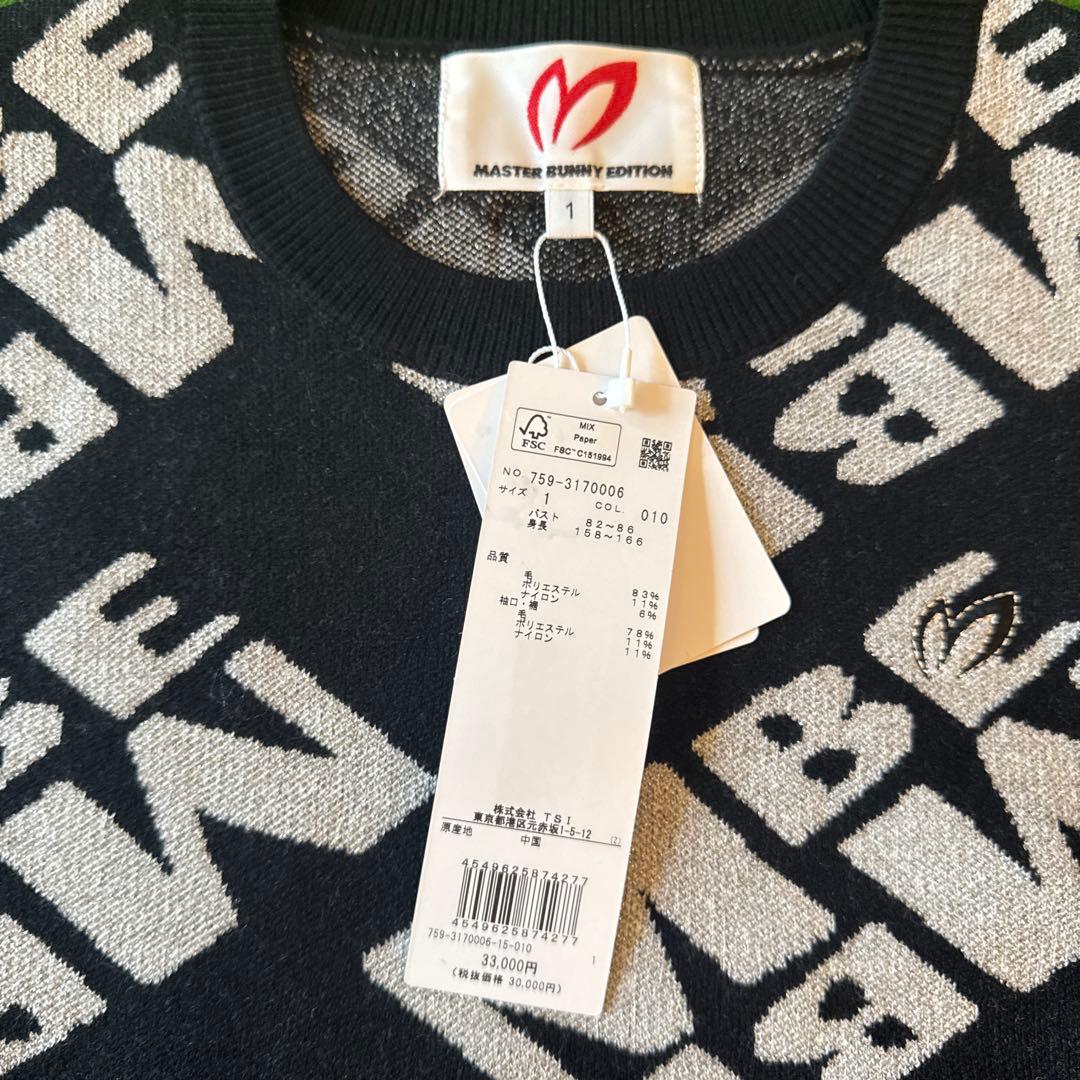 MASTER BUNNY EDITION
1
FSC
MIX
Paper
FSC™ C151994
NO 759-3170006
サイズ 1 COL. 010
バスト 82～86
身長 158～166
品質
毛 83%
ポリエステル 11%
ナイロン 6%
袖口・裾
毛 78%
ポリエステル 11%
ナイロン 11%
株式会社 TSI
東京都港区元赤坂1-5-12 (Z)
原産地 中国
4549625874277
4549625874277
759-3170006-15-010 1
33,000円
(税抜価格 30,000円)